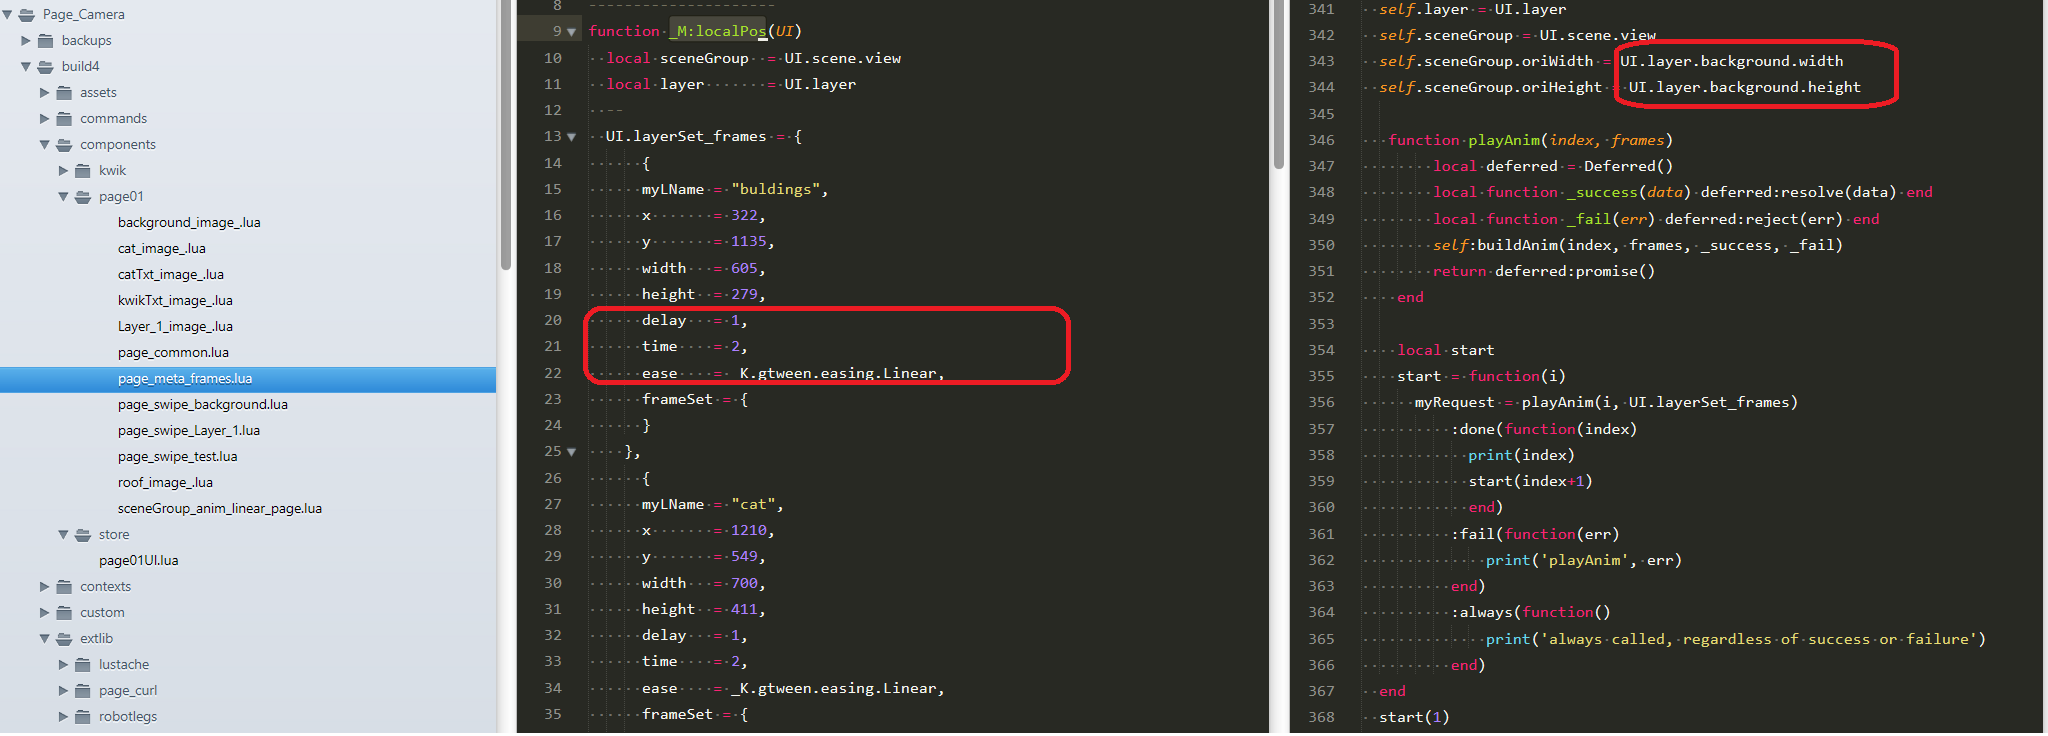 Page_Camera
backups
build4
assets
commands
components
kwik
page01
background_image_.lua
cat_image_.lua
catTxt_image_.lua
kwikTxt_image_.lua
Layer_1_image_.lua
page_common.lua
page_meta_frames.lua
page_swipe_background.lua
page_swipe_Layer_1.lua
page_swipe_test.lua
roof_image_.lua
sceneGroup_anim_linear_page.lua
store
page01UI.lua
contexts
custom
extlib
lustache
page_curl
robotlegs
8 ---------------------
9 function _M:localPos(UI)
10 local sceneGroup = UI.scene.view
11 local layer = UI.layer
12 --
13 UI.layerSet_frames = {
14 {
15 myLName = "buldings",
16 x = 322,
17 y = 1135,
18 width = 605,
19 height = 279,
20 delay = 1,
21 time = 2,
22 ease = _K.gtween.easing.Linear,
23 frameSet = {
24 }
25 },
26 {
27 myLName = "cat",
28 x = 1210,
29 y = 549,
30 width = 700,
31 height = 411,
32 delay = 1,
33 time = 2,
34 ease = _K.gtween.easing.Linear,
35 frameSet = {
341 self.layer = UI.layer
342 self.sceneGroup = UI.scene.view
343 self.sceneGroup.oriWidth = UI.layer.background.width
344 self.sceneGroup.oriHeight = UI.layer.background.height
345
346 function playAnim(index, frames)
347 local deferred = Deferred()
348 local function _success(data) deferred:resolve(data) end
349 local function _fail(err) deferred:reject(err) end
350 self:buildAnim(index, frames, _success, _fail)
351 return deferred:promise()
352 end
353
354 local start
355 start = function(i)
356 myRequest = playAnim(i, UI.layerSet_frames)
357 :done(function(index)
358 print(index)
359 start(index+1)
360 end)
361 :fail(function(err)
362 print('playAnim', err)
363 end)
364 :always(function()
365 print('always called, regardless of success or failure')
366 end)
367 end
368 start(1)